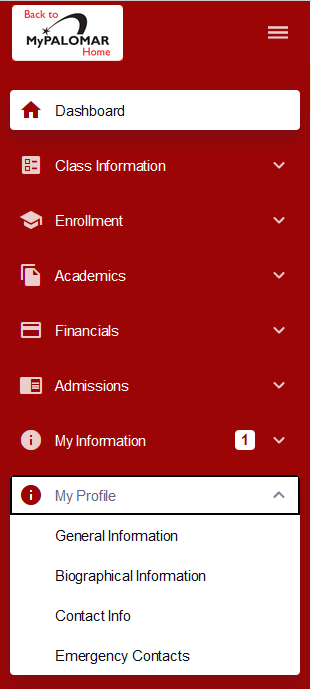 Back to
MyPALOMAR
Home
Dashboard
Class Information
Enrollment
Academics
Financials
Admissions
My Information 1
My Profile
General Information
Biographical Information
Contact Info
Emergency Contacts